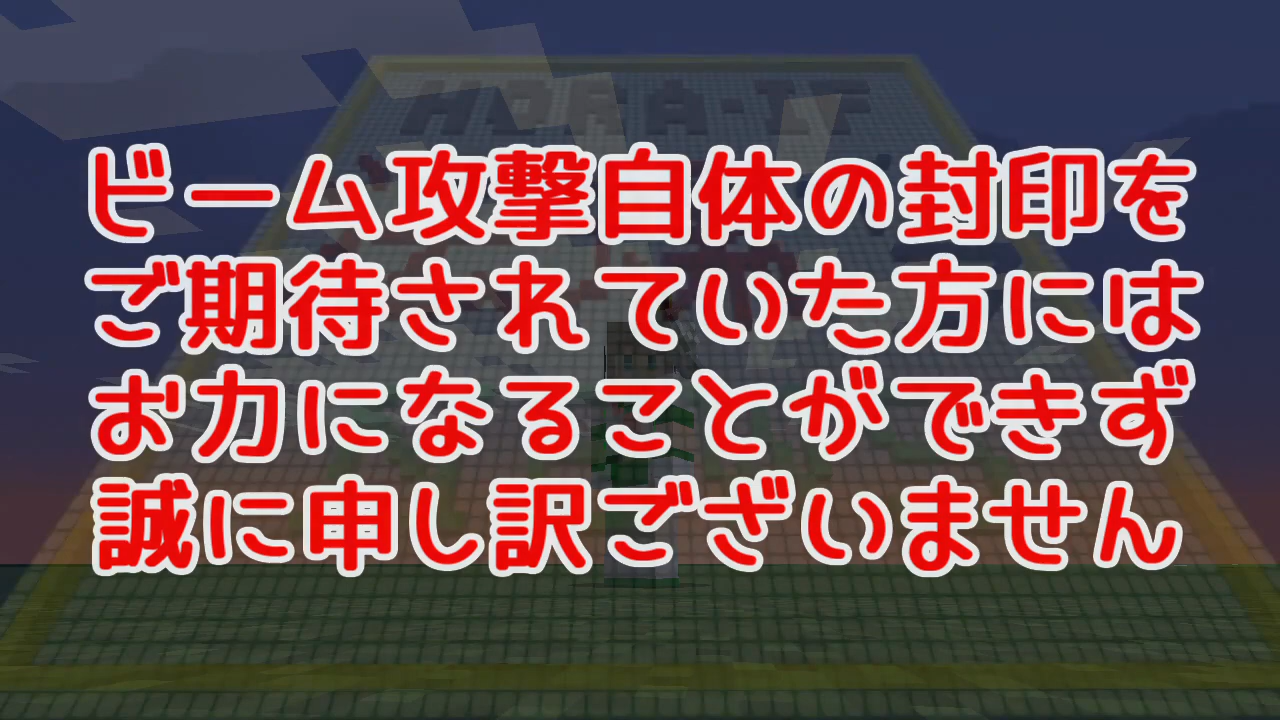 ビーム攻撃自体の封印を
ご期待されていた方には
お力になることができず
誠に申し訳ございません